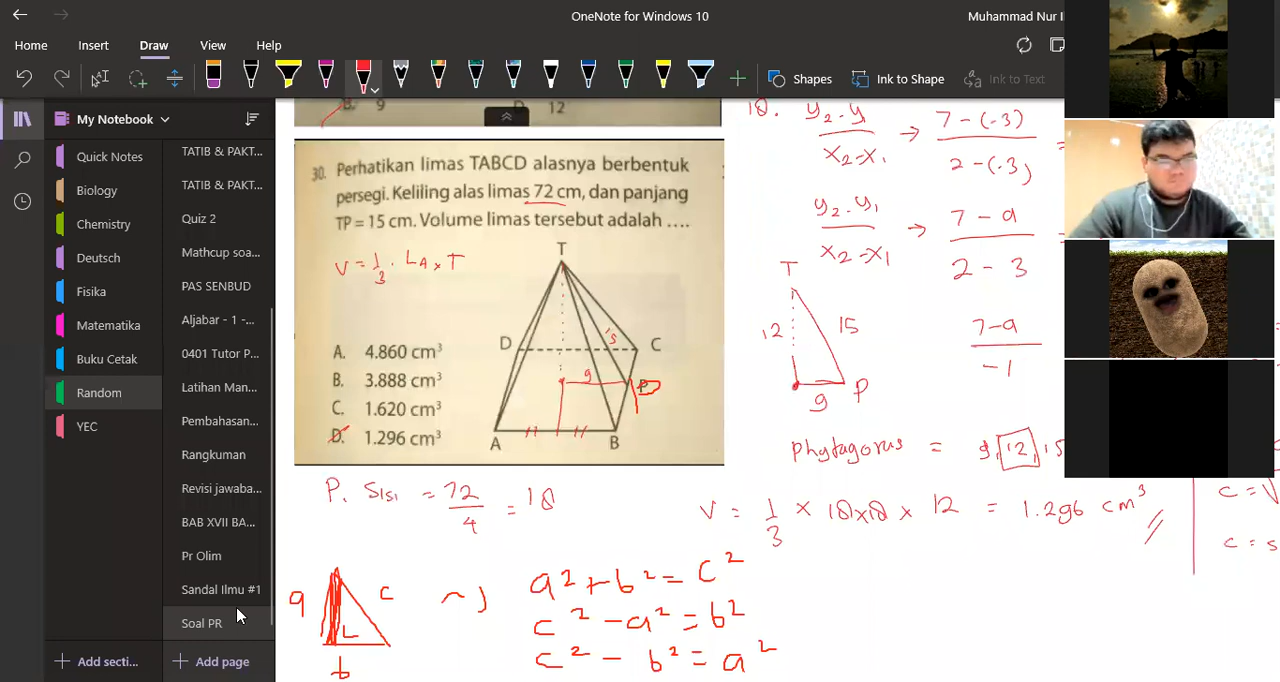 OneNote for Windows 10
Muhammad Nur
Home Insert Draw View Help
Shapes Ink to Shape Ink to Text
My Notebook
Quick Notes
Biology
Chemistry
Deutsch
Fisika
Matematika
Buku Cetak
Random
YEC
Add secti...
TATIB & PAKT...
TATIB & PAKT...
Quiz 2
Mathcup soa...
PAS SENBUD
Aljabar - 1 -...
0401 Tutor P...
Latihan Man...
Pembahasan...
Rangkuman
Revisi jawaba...
BAB XVII BA...
Pr Olim
Sandal Ilmu #1
Soal PR
Add page
B. 9 D. 12
30. Perhatikan limas TABCD alasnya berbentuk
persegi. Keliling alas limas 72 cm, dan panjang
TP = 15 cm. Volume limas tersebut adalah ....
V = 1/3 . LA x T
T
D C
15
9 P
A B
A. 4.860 cm³
B. 3.888 cm³
C. 1.620 cm³
D. 1.296 cm³
P. Sisi = 72/4 = 18
18. y2-y1/x2-x1 → 7-(-3)/2-(-3)
y2-y1/x2-x1 → 7-a/2-3
7-a/-1
T
12 15
9 P
phytagoras = 9, 12, 15
V = 1/3 x 18x18 x 12 = 1.296 cm³
a c
b
a² + b² = c²
c² - a² = b²
c² - b² = a²
c = √
c =